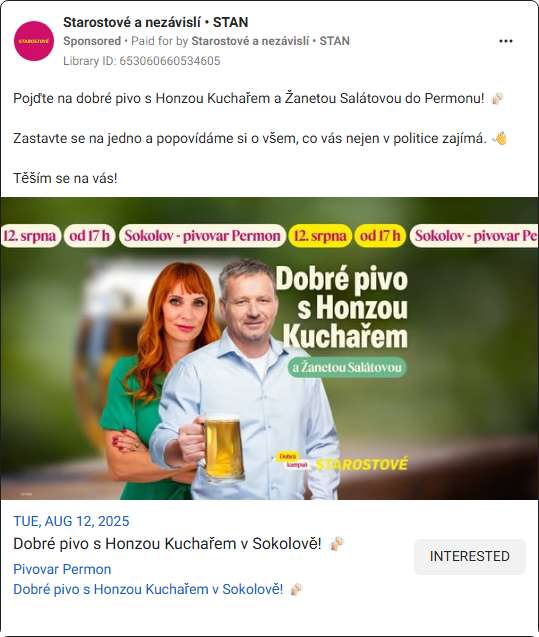 Starostové a nezávislí • STAN
STAROSTOVÉ
Sponsored • Paid for by Starostové a nezávislí • STAN
Library ID: 653060660534605
Pojďte na dobré pivo s Honzou Kuchařem a Žanetou Salátovou do Permonu! 🍻
Zastavte se na jedno a popovídáme si o všem, co vás nejen v politice zajímá. 👋
Těším se na vás!
12. srpna od 17 h Sokolov - pivovar Permon 12. srpna od 17 h Sokolov - pivovar Pe
Dobré pivo
s Honzou
Kuchařem
a Žanetou Salátovou
Dobrá
kampaň
STAROSTOVÉ
TUE, AUG 12, 2025
Dobré pivo s Honzou Kuchařem v Sokolově! 🍻
INTERESTED
Pivovar Permon
Dobré pivo s Honzou Kuchařem v Sokolově! 🍻